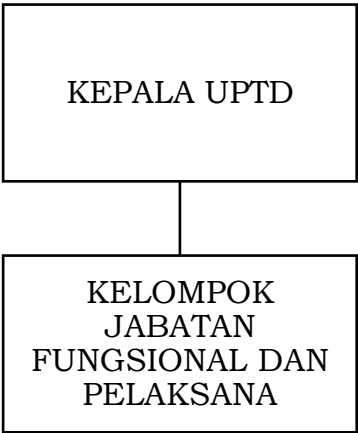 KEPALA UPTD
KELOMPOK
JABATAN
FUNGSIONAL DAN
PELAKSANA